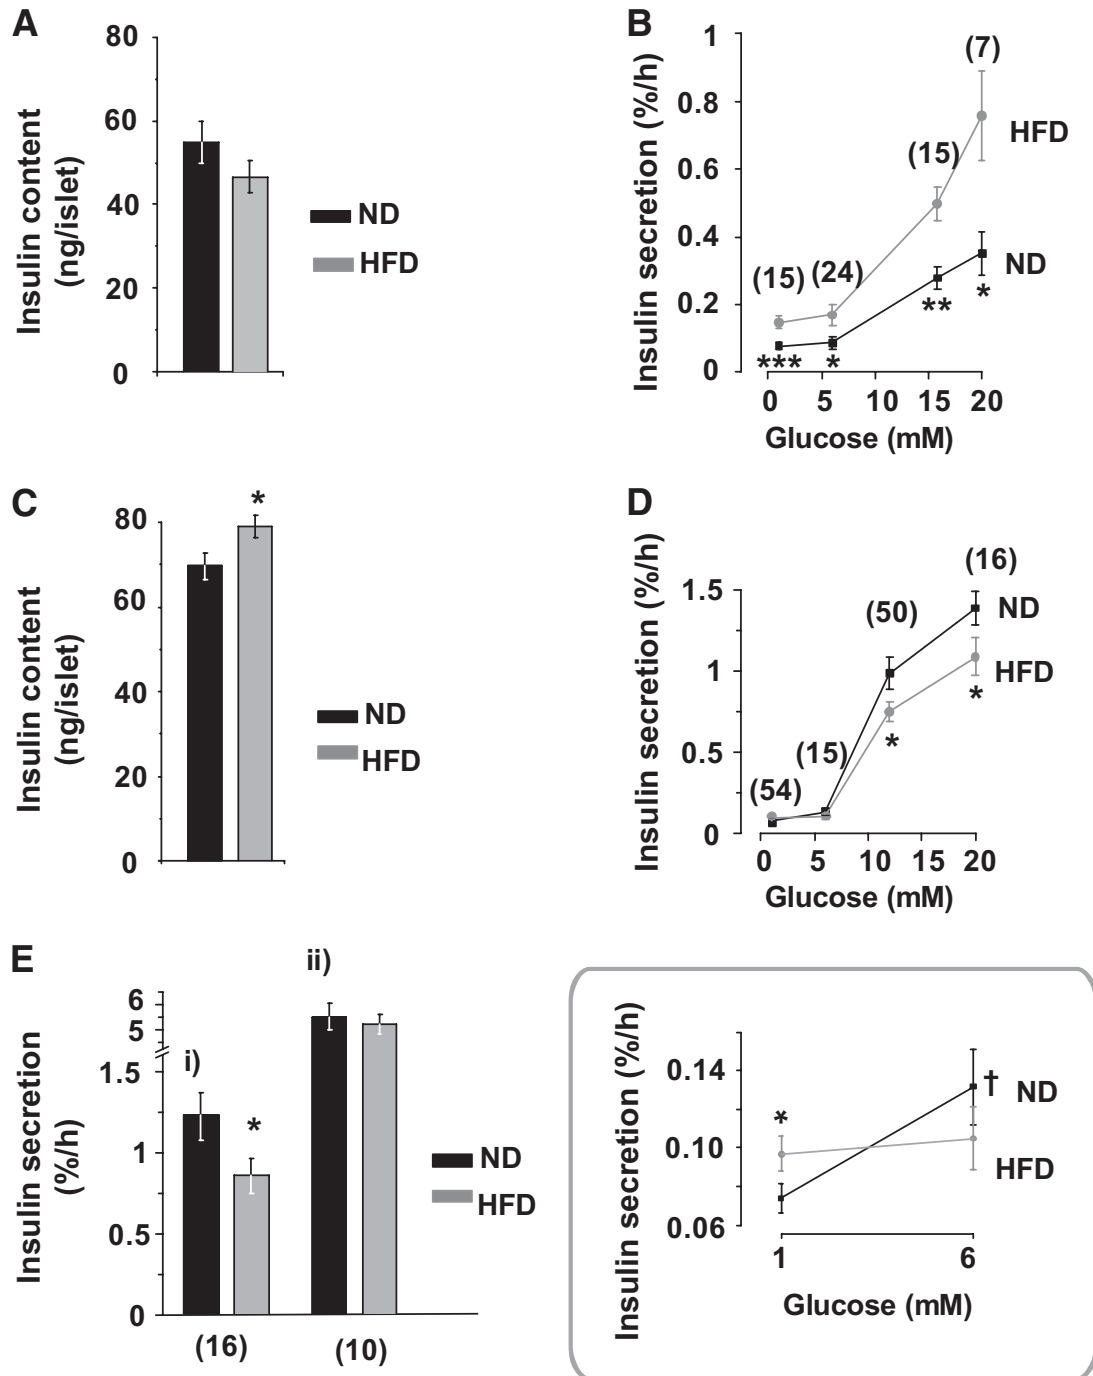 A
80
60
40
20
0
Insulin content
(ng/islet)
ND
HFD
B
1
0.8
0.6
0.4
0.2
0
Insulin secretion (%/h)
(7)
HFD
(15)
(15) (24)
ND
*** * ** *
0 5 10 15 20
Glucose (mM)
C
80
60
40
20
0
Insulin content
(ng/islet)
*
ND
HFD
D
1.5
1
0.5
0
Insulin secretion (%/h)
(16)
ND
(50)
HFD
*
*
(15)
(54)
0 5 10 15 20
Glucose (mM)
E
i)
ii)
6
5
1.5
1
0.5
0
Insulin secretion
(%/h)
*
ND
HFD
(16) (10)
Insulin secretion (%/h)
0.14
0.10
0.06
*
† ND
HFD
1 6
Glucose (mM)